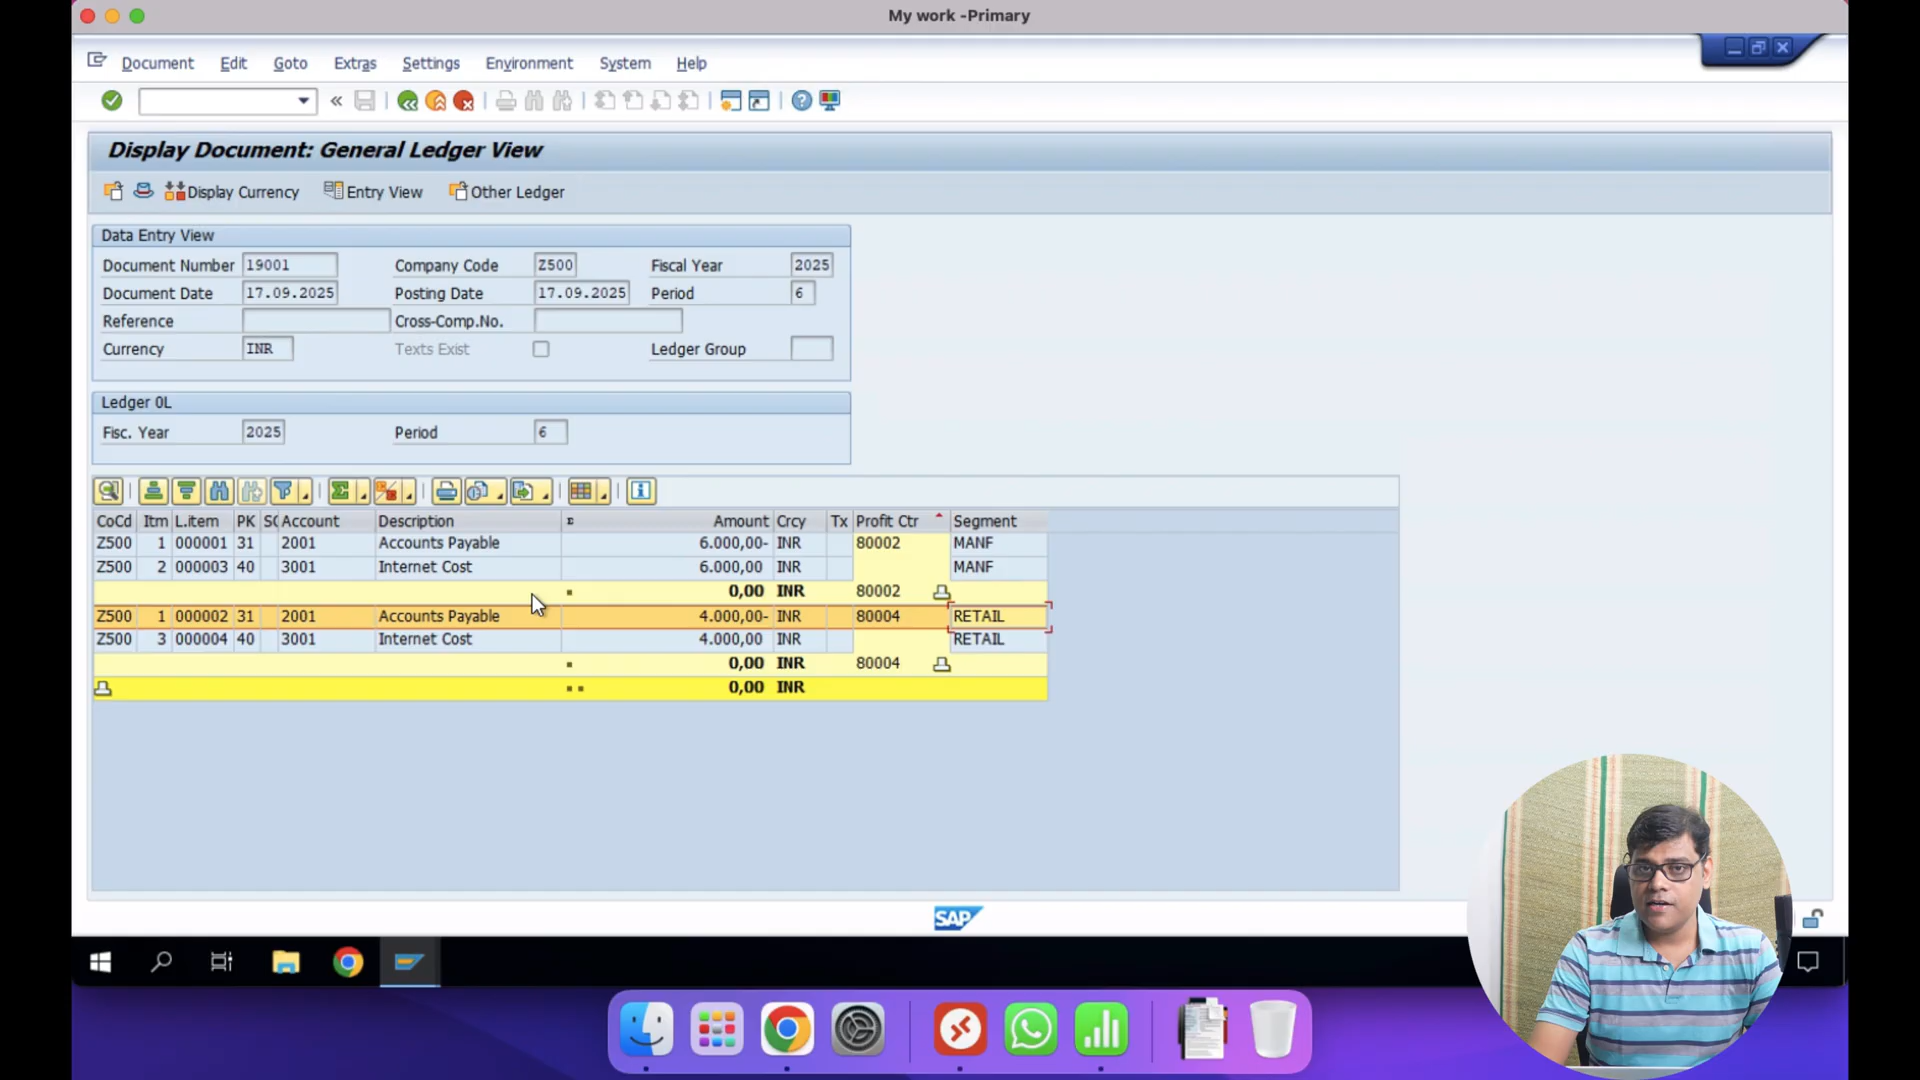 My work -Primary
Document Edit Goto Extras Settings Environment System Help
Display Document: General Ledger View
Display Currency Entry View Other Ledger
Data Entry View
Document Number 19001 Company Code Z500 Fiscal Year 2025
Document Date 17.09.2025 Posting Date 17.09.2025 Period 6
Reference Cross-Comp.No.
Currency INR Texts Exist Ledger Group
Ledger 0L
Fisc. Year 2025 Period 6
CoCd Itm L.item PK SG Account Description Σ Amount Crcy Tx Profit Ctr Segment
Z500 1 000001 31 2001 Accounts Payable 6.000,00- INR 80002 MANF
Z500 2 000003 40 3001 Internet Cost 6.000,00 INR MANF
0,00 INR 80002
Z500 1 000002 31 2001 Accounts Payable 4.000,00- INR 80004 RETAIL
Z500 3 000004 40 3001 Internet Cost 4.000,00 INR RETAIL
0,00 INR 80004
0,00 INR
SAP